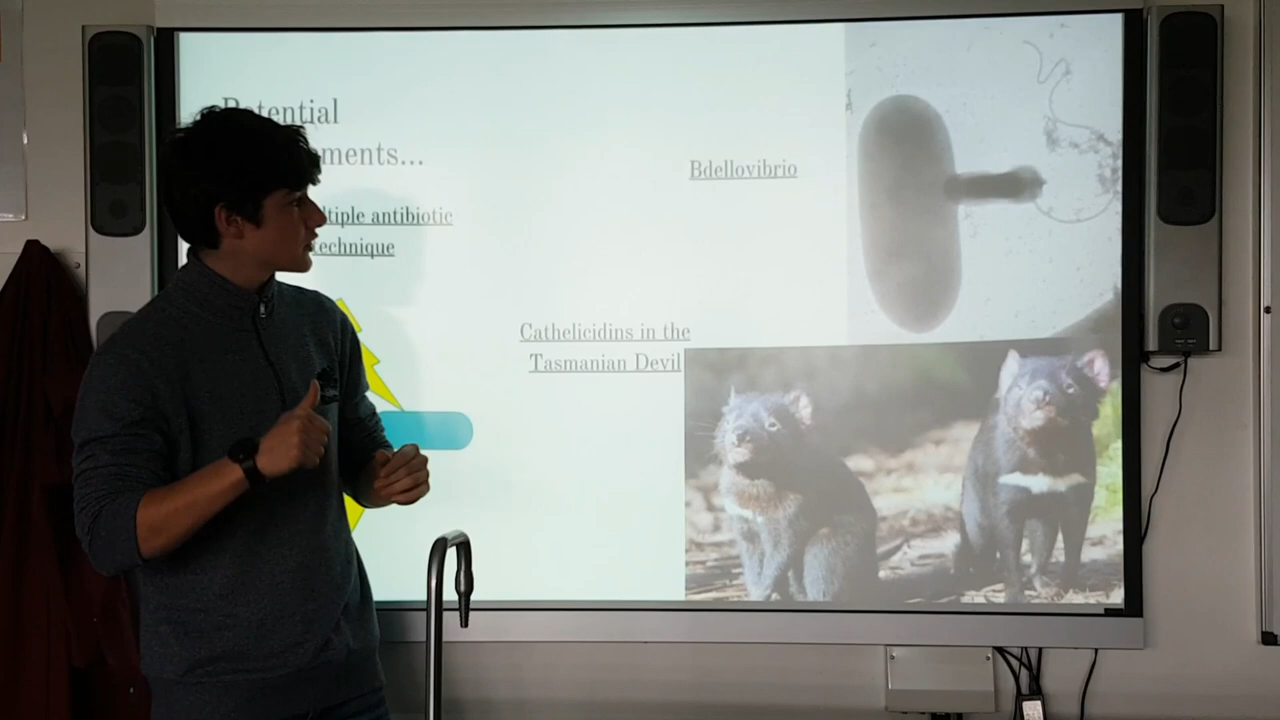 Potential
ments...
ltiple antibiotic
technique
Bdellovibrio
Cathelicidins in the
Tasmanian Devil